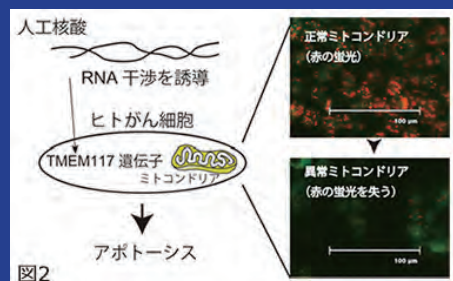 人工核酸
RNA 干渉を誘導
ヒトがん細胞
TMEM117 遺伝子
ミトコンドリア
アポトーシス
図2
正常ミトコンドリア
(赤の蛍光)
100 μm
異常ミトコンドリア
(赤の蛍光を失う)
100 μm